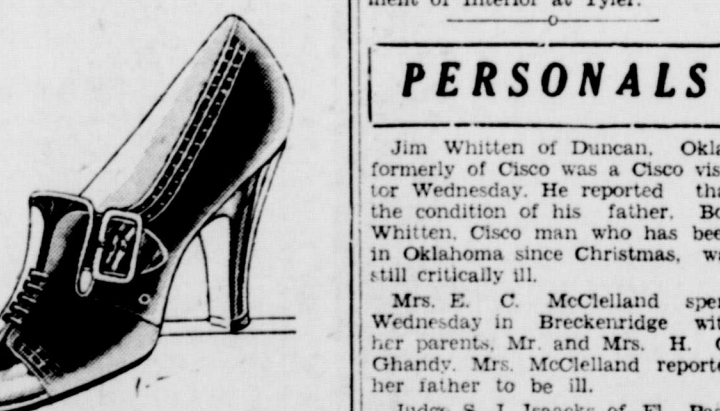 ment of Interior at Tyler.
PERSONALS
Jim Whitten of Duncan, Okla
formerly of Cisco was a Cisco vis
tor Wednesday. He reported tha
the condition of his father, Bo
Whitten, Cisco man who has bee
in Oklahoma since Christmas, wa
still critically ill.
Mrs. E. C. McClelland spen
Wednesday in Breckenridge wit
her parents, Mr. and Mrs. H. C
Ghandy. Mrs. McClelland reporte
her father to be ill.
Judge S. J. Isaacks of El Pas